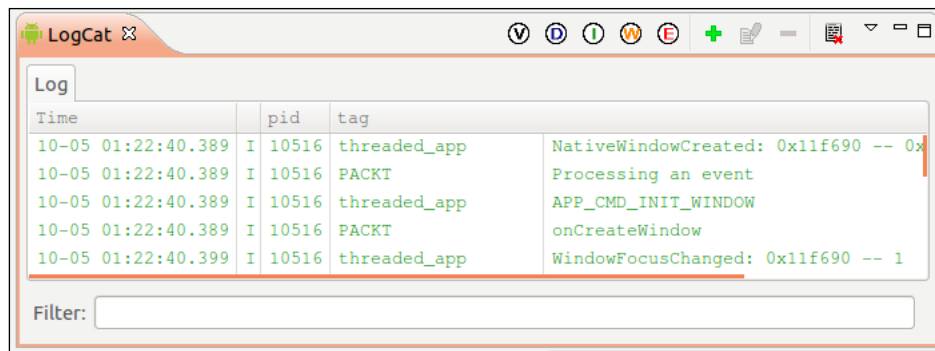 LogCat
V D I W E
Log
Time pid tag
10-05 01:22:40.389 I 10516 threaded_app NativeWindowCreated: 0x11f690 -- 0x
10-05 01:22:40.389 I 10516 PACKT Processing an event
10-05 01:22:40.389 I 10516 threaded_app APP_CMD_INIT_WINDOW
10-05 01:22:40.389 I 10516 PACKT onCreateWindow
10-05 01:22:40.399 I 10516 threaded_app WindowFocusChanged: 0x11f690 -- 1
Filter: